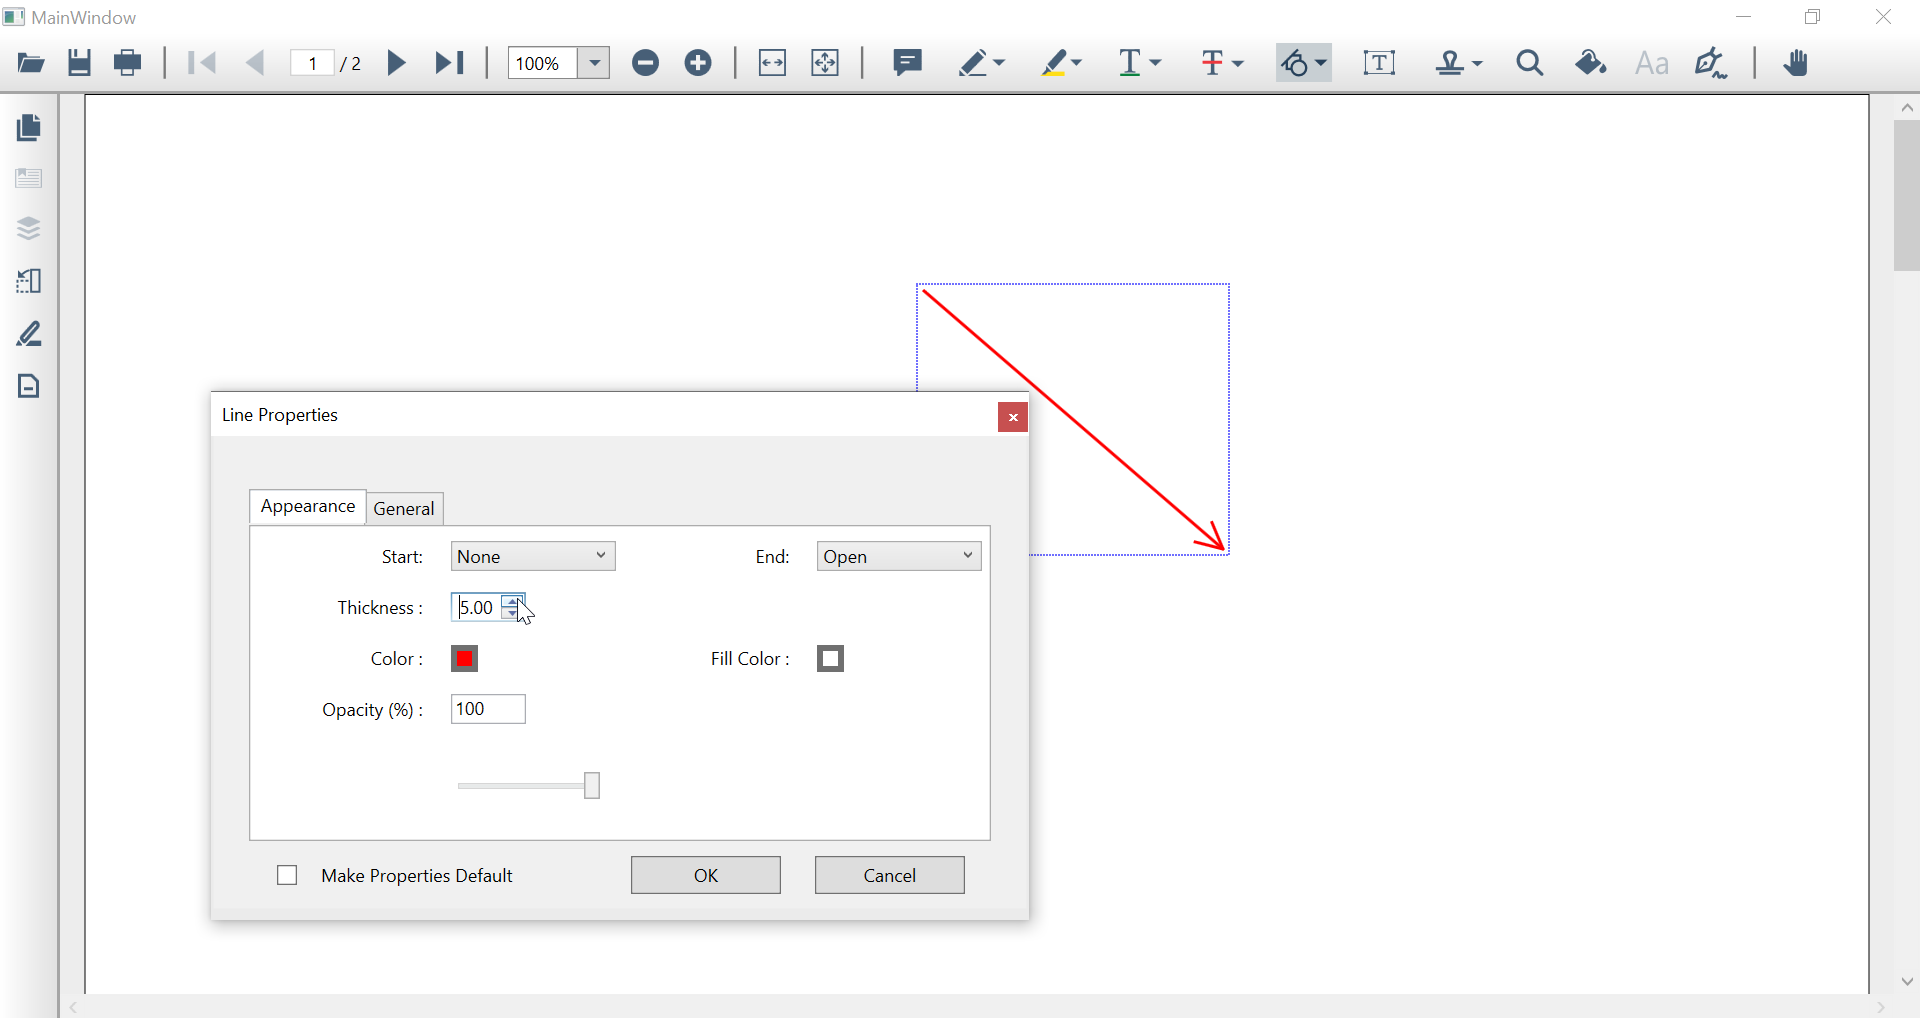 MainWindow
1 / 2
100%
T
T
T
Aa
Line Properties
x
Appearance General
Start: None End: Open
Thickness : 5.00
Color : Fill Color :
Opacity (%) : 100
Make Properties Default OK Cancel